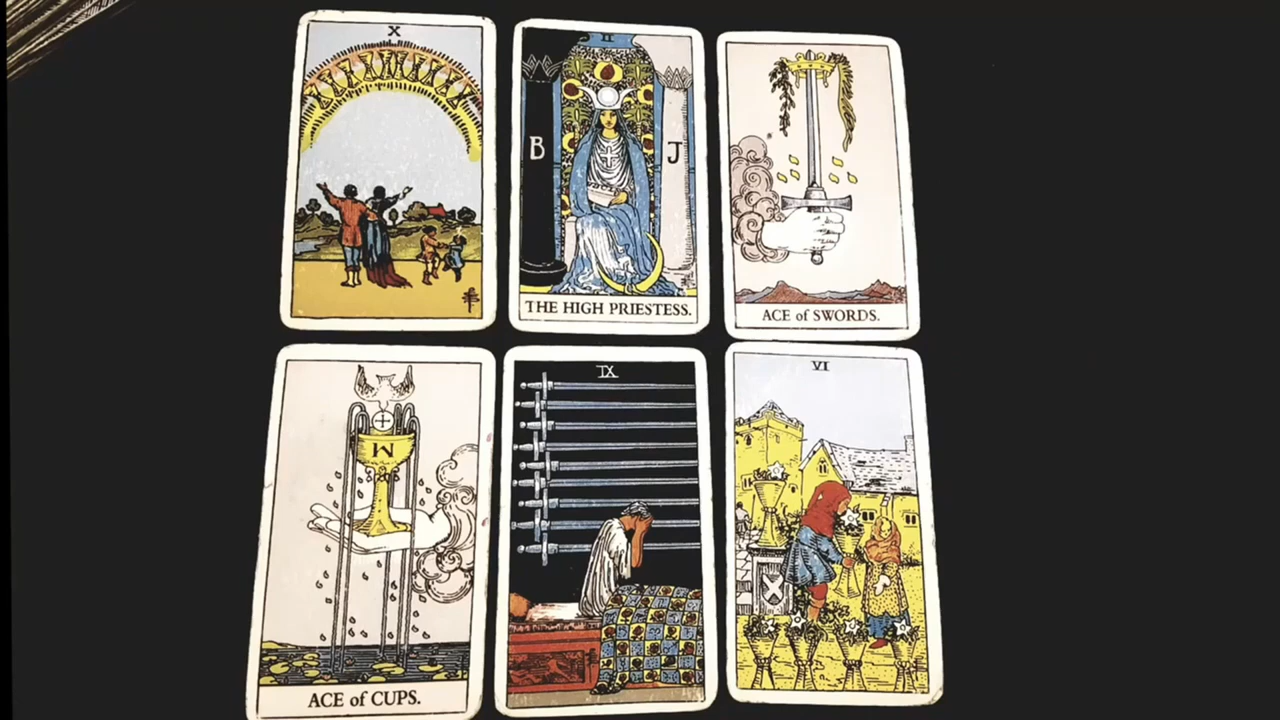 X
II
B J
THE HIGH PRIESTESS.
ACE of SWORDS.
M
ACE of CUPS.
IX
VI